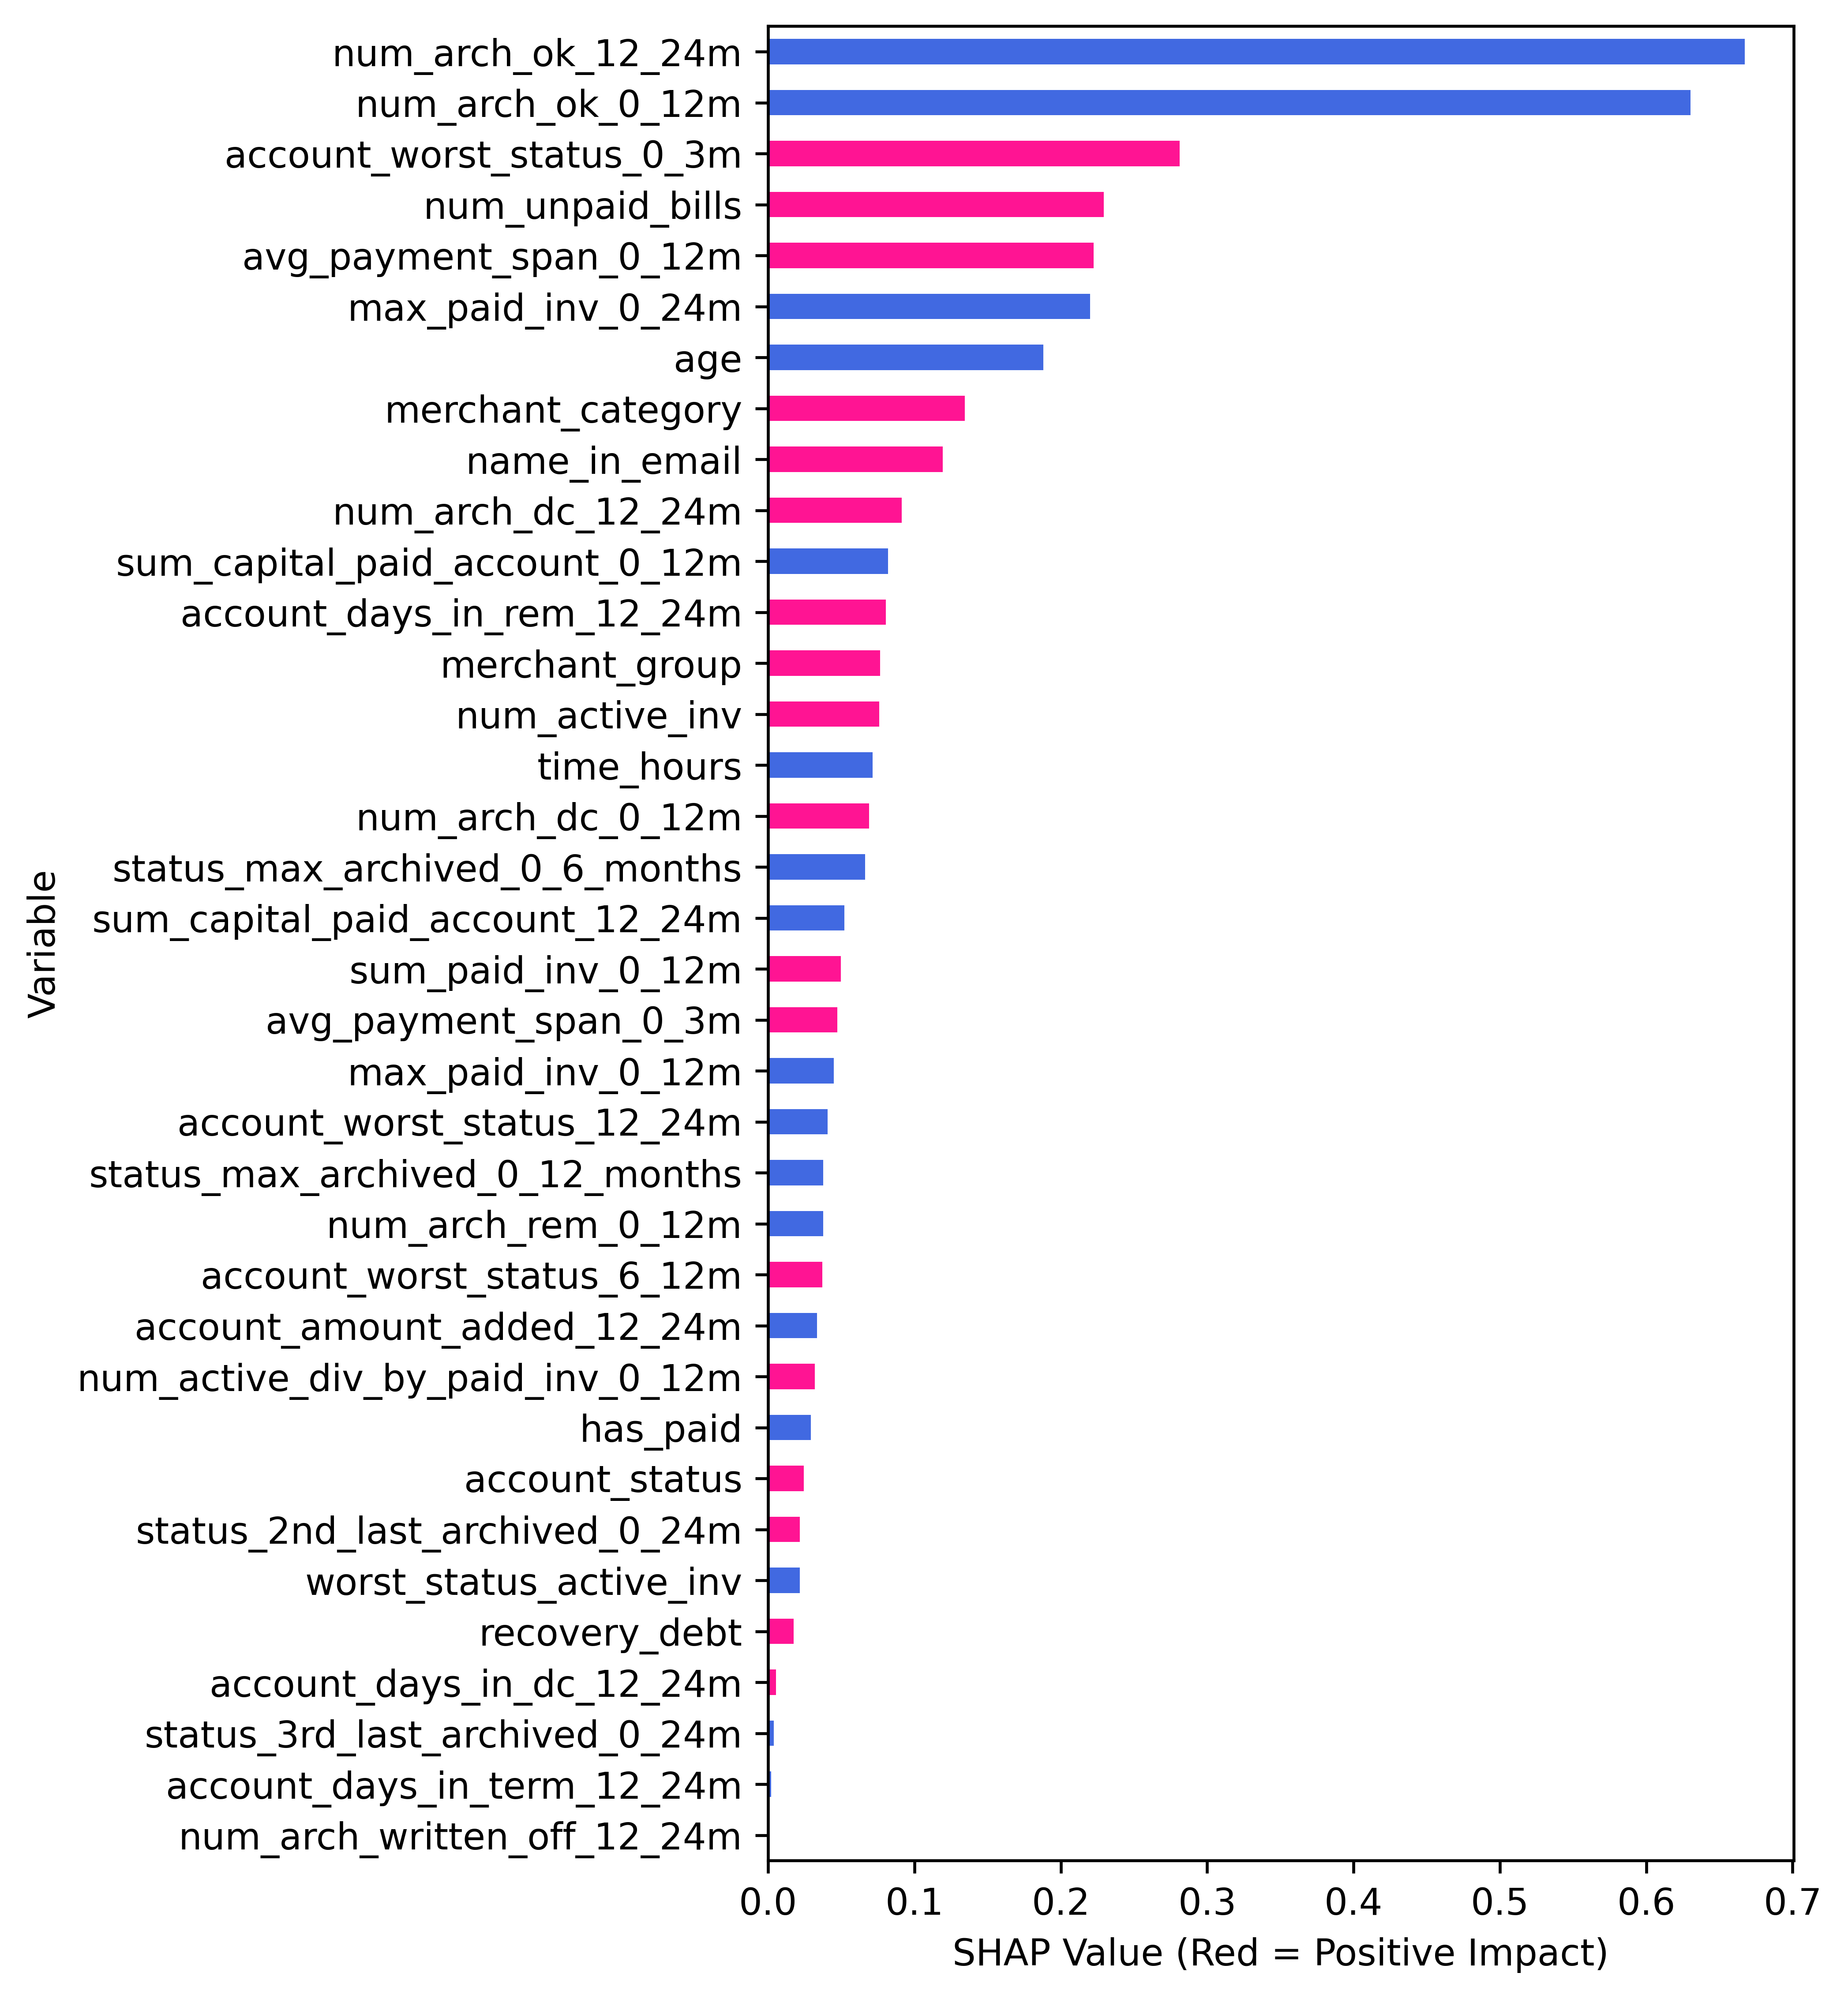 num_arch_ok_12_24m
num_arch_ok_0_12m
account_worst_status_0_3m
num_unpaid_bills
avg_payment_span_0_12m
max_paid_inv_0_24m
age
merchant_category
name_in_email
num_arch_dc_12_24m
sum_capital_paid_account_0_12m
account_days_in_rem_12_24m
merchant_group
num_active_inv
time_hours
num_arch_dc_0_12m
status_max_archived_0_6_months
sum_capital_paid_account_12_24m
sum_paid_inv_0_12m
avg_payment_span_0_3m
max_paid_inv_0_12m
account_worst_status_12_24m
status_max_archived_0_12_months
num_arch_rem_0_12m
account_worst_status_6_12m
account_amount_added_12_24m
num_active_div_by_paid_inv_0_12m
has_paid
account_status
status_2nd_last_archived_0_24m
worst_status_active_inv
recovery_debt
account_days_in_dc_12_24m
status_3rd_last_archived_0_24m
account_days_in_term_12_24m
num_arch_written_off_12_24m
Variable
0.0 0.1 0.2 0.3 0.4 0.5 0.6 0.7
SHAP Value (Red = Positive Impact)